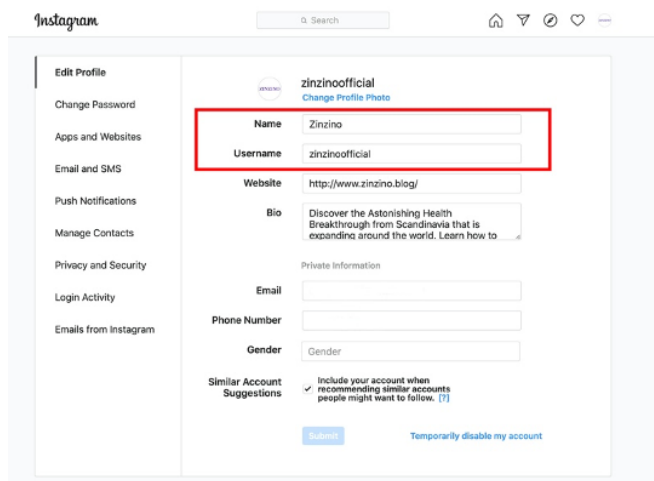 Instagram
Search
Edit Profile
Change Password
Apps and Websites
Email and SMS
Push Notifications
Manage Contacts
Privacy and Security
Login Activity
Emails from Instagram
ZINZINO
zinzinoofficial
Change Profile Photo
Name Zinzino
Username zinzinoofficial
Website http://www.zinzino.blog/
Bio Discover the Astonishing Health
Breakthrough from Scandinavia that is
expanding around the world. Learn how to
Private Information
Email
Phone Number
Gender Gender
Similar Account
Suggestions
Include your account when
recommending similar accounts
people might want to follow. [?]
Submit
Temporarily disable my account